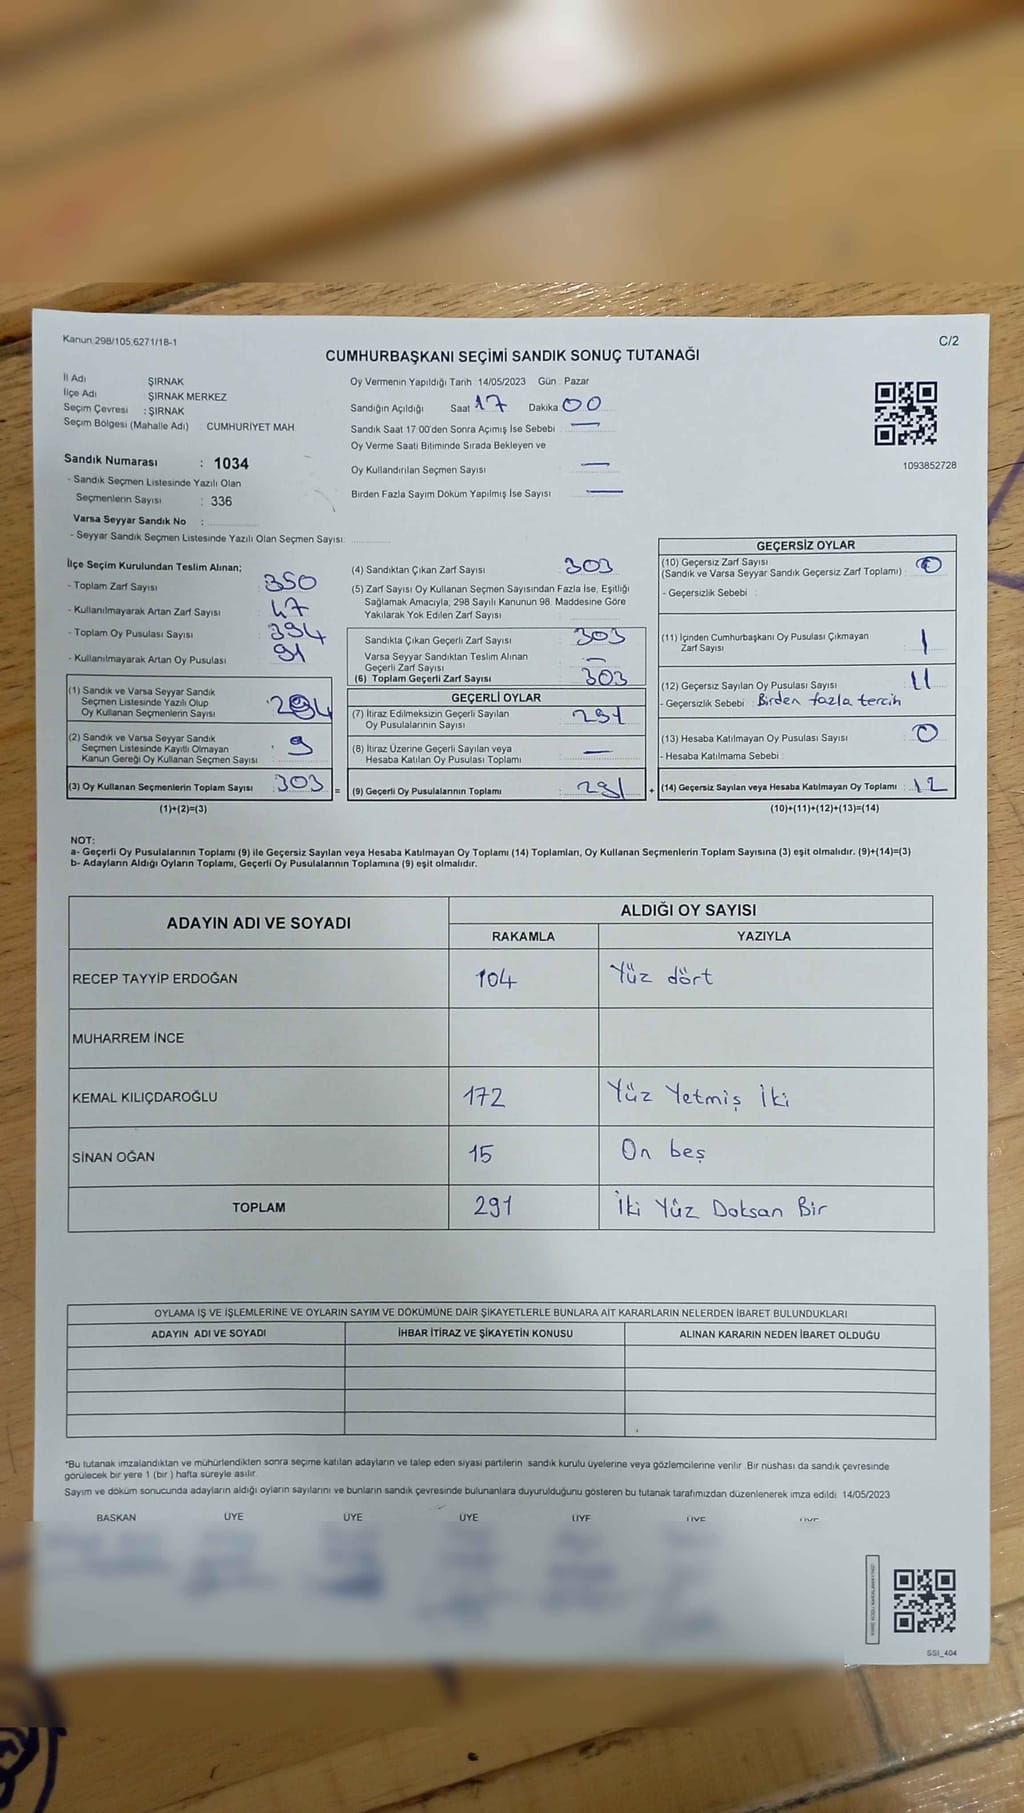 Kanun:298/105;6271/18-1
C/2
CUMHURBAŞKANI SEÇİMİ SANDIK SONUÇ TUTANAĞI
İl Adı ŞIRNAK
İlçe Adı ŞIRNAK MERKEZ
Seçim Çevresi : ŞIRNAK
Seçim Bölgesi (Mahalle Adı) CUMHURİYET MAH
Sandık Numarası : 1034
- Sandık Seçmen Listesinde Yazılı Olan
Seçmenlerin Sayısı : 336
Varsa Seyyar Sandık No :
- Seyyar Sandık Seçmen Listesinde Yazılı Olan Seçmen Sayısı:
Oy Vermenin Yapıldığı Tarih 14/05/2023 Gün Pazar
Sandığın Açıldığı Saat 17 Dakika 00
Sandık Saat 17 00'den Sonra Açımış İse Sebebi —
Oy Verme Saati Bitiminde Sırada Bekleyen ve
Oy Kullandırılan Seçmen Sayısı —
Birden Fazla Sayım Döküm Yapılmış İse Sayısı —
1093852728
İlçe Seçim Kurulundan Teslim Alınan;
- Toplam Zarf Sayısı : 350
- Kullanılmayarak Artan Zarf Sayısı : 47
- Toplam Oy Pusulası Sayısı : 394
- Kullanılmayarak Artan Oy Pusulası : 91
(1) Sandık ve Varsa Seyyar Sandık
Seçmen Listesinde Yazılı Olup
Oy Kullanan Seçmenlerin Sayısı 294
(2) Sandık ve Varsa Seyyar Sandık
Seçmen Listesinde Kayıtlı Olmayan
Kanun Gereği Oy Kullanan Seçmen Sayısı 9
(3) Oy Kullanan Seçmenlerin Toplam Sayısı : 303 =
(1)+(2)=(3)
(4) Sandıktan Çıkan Zarf Sayısı 303
(5) Zarf Sayısı Oy Kullanan Seçmen Sayısından Fazla İse, Eşitliği
Sağlamak Amacıyla, 298 Sayılı Kanunun 98. Maddesine Göre
Yakılarak Yok Edilen Zarf Sayısı
Sandıkta Çıkan Geçerli Zarf Sayısı 303
Varsa Seyyar Sandıktan Teslim Alınan
Geçerli Zarf Sayısı —
(6) Toplam Geçerli Zarf Sayısı 303
GEÇERLİ OYLAR
(7) İtiraz Edilmeksizin Geçerli Sayılan
Oy Pusulalarının Sayısı 291
(8) İtiraz Üzerine Geçerli Sayılan veya
Hesaba Katılan Oy Pusulası Toplamı —
(9) Geçerli Oy Pusulalarının Toplamı : 291 +
GEÇERSİZ OYLAR
(10) Geçersiz Zarf Sayısı
(Sandık ve Varsa Seyyar Sandık Geçersiz Zarf Toplamı) : 0
- Geçersizlik Sebebi :
(11) İçinden Cumhurbaşkanı Oy Pusulası Çıkmayan
Zarf Sayısı 1
(12) Geçersiz Sayılan Oy Pusulası Sayısı 11
- Geçersizlik Sebebi Birden fazla tercih
(13) Hesaba Katılmayan Oy Pusulası Sayısı 0
- Hesaba Katılmama Sebebi
(14) Geçersiz Sayılan veya Hesaba Katılmayan Oy Toplamı : 12
(10)+(11)+(12)+(13)=(14)
NOT:
a- Geçerli Oy Pusulalarının Toplamı (9) ile Geçersiz Sayılan veya Hesaba Katılmayan Oy Toplamı (14) Toplamları, Oy Kullanan Seçmenlerin Toplam Sayısına (3) eşit olmalıdır. (9)+(14)=(3)
b- Adayların Aldığı Oyların Toplamı, Geçerli Oy Pusulalarının Toplamına (9) eşit olmalıdır.
ADAYIN ADI VE SOYADI ALDIĞI OY SAYISI
RAKAMLA YAZIYLA
RECEP TAYYİP ERDOĞAN 104 Yüz dört
MUHARREM İNCE
KEMAL KILIÇDAROĞLU 172 Yüz Yetmiş İki
SİNAN OĞAN 15 On beş
TOPLAM 291 İki Yüz Doksan Bir
OYLAMA İŞ VE İŞLEMLERİNE VE OYLARIN SAYIM VE DÖKÜMÜNE DAİR ŞİKAYETLERLE BUNLARA AİT KARARLARIN NELERDEN İBARET BULUNDUKLARI
ADAYIN ADI VE SOYADI İHBAR İTİRAZ VE ŞİKAYETİN KONUSU ALINAN KARARIN NEDEN İBARET OLDUĞU
*Bu tutanak imzalandıktan ve mühürlendikten sonra seçime katılan adayların ve talep eden siyasi partilerin sandık kurulu üyelerine veya gözlemcilerine verilir .Bir nüshası da sandık çevresinde
görülecek bir yere 1 (bir ) hafta süreyle asılır.
Sayım ve döküm sonucunda adayların aldığı oyların sayılarını ve bunların sandık çevresinde bulunanlara duyurulduğunu gösteren bu tutanak tarafımızdan düzenlenerek imza edildi. 14/05/2023
BAŞKAN ÜYE ÜYE ÜYE ÜYE ÜYE ÜYE
SSI_404